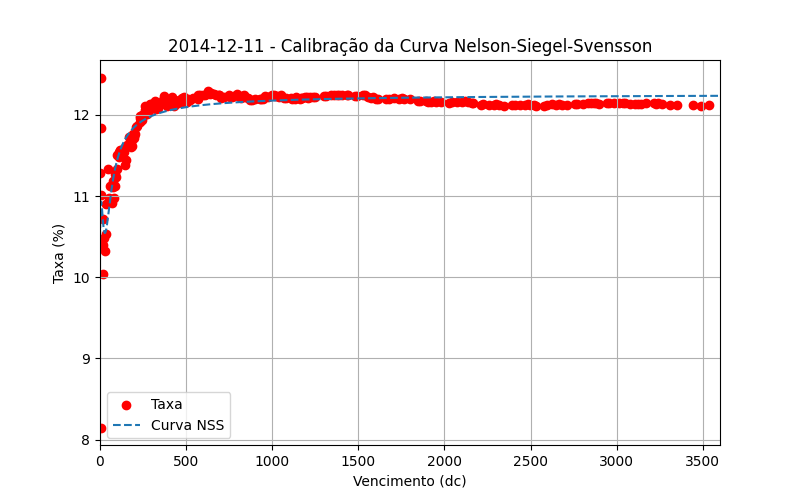 2014-12-11 - Calibração da Curva Nelson-Siegel-Svensson
Taxa (%)
12
11
10
9
8
Taxa
Curva NSS
0 500 1000 1500 2000 2500 3000 3500
Vencimento (dc)